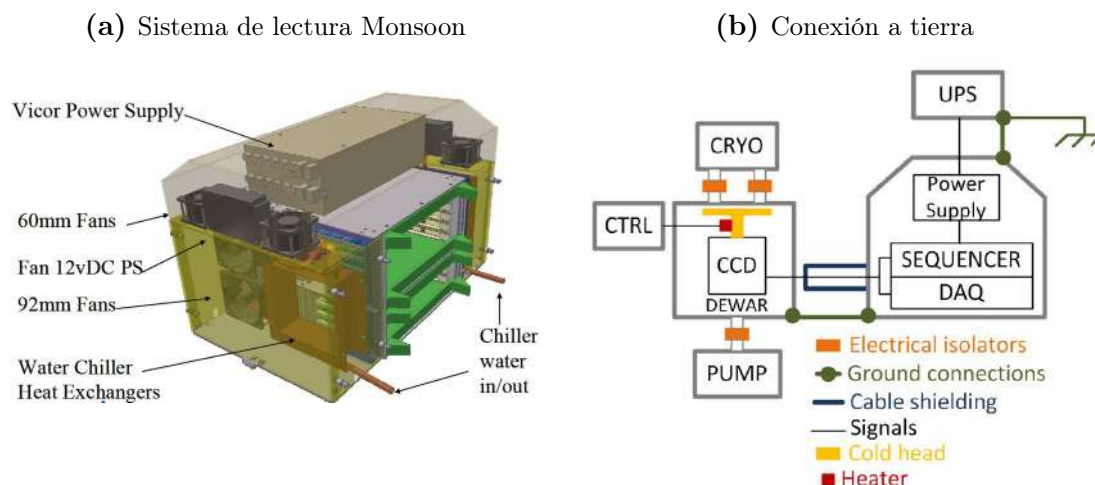 (a) Sistema de lectura Monsoon
Vicor Power Supply
60mm Fans
Fan 12vDC PS
92mm Fans
Water Chiller
Heat Exchangers
Chiller
water
in/out
(b) Conexión a tierra
UPS
CRYO
Power
Supply
CTRL
CCD
SEQUENCER
DAQ
DEWAR
PUMP
Electrical isolators
Ground connections
Cable shielding
Signals
Cold head
Heater